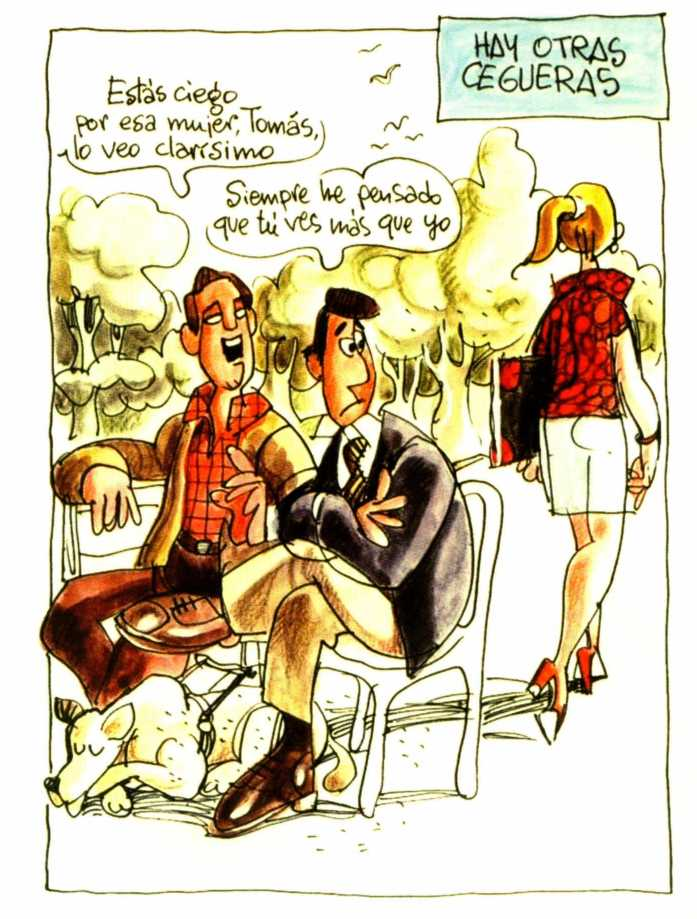 HAY OTRAS
CEGUERAS
Estás ciego
por esa mujer, Tomás,
lo veo clarísimo
Siempre he pensado
que tú ves más que yo